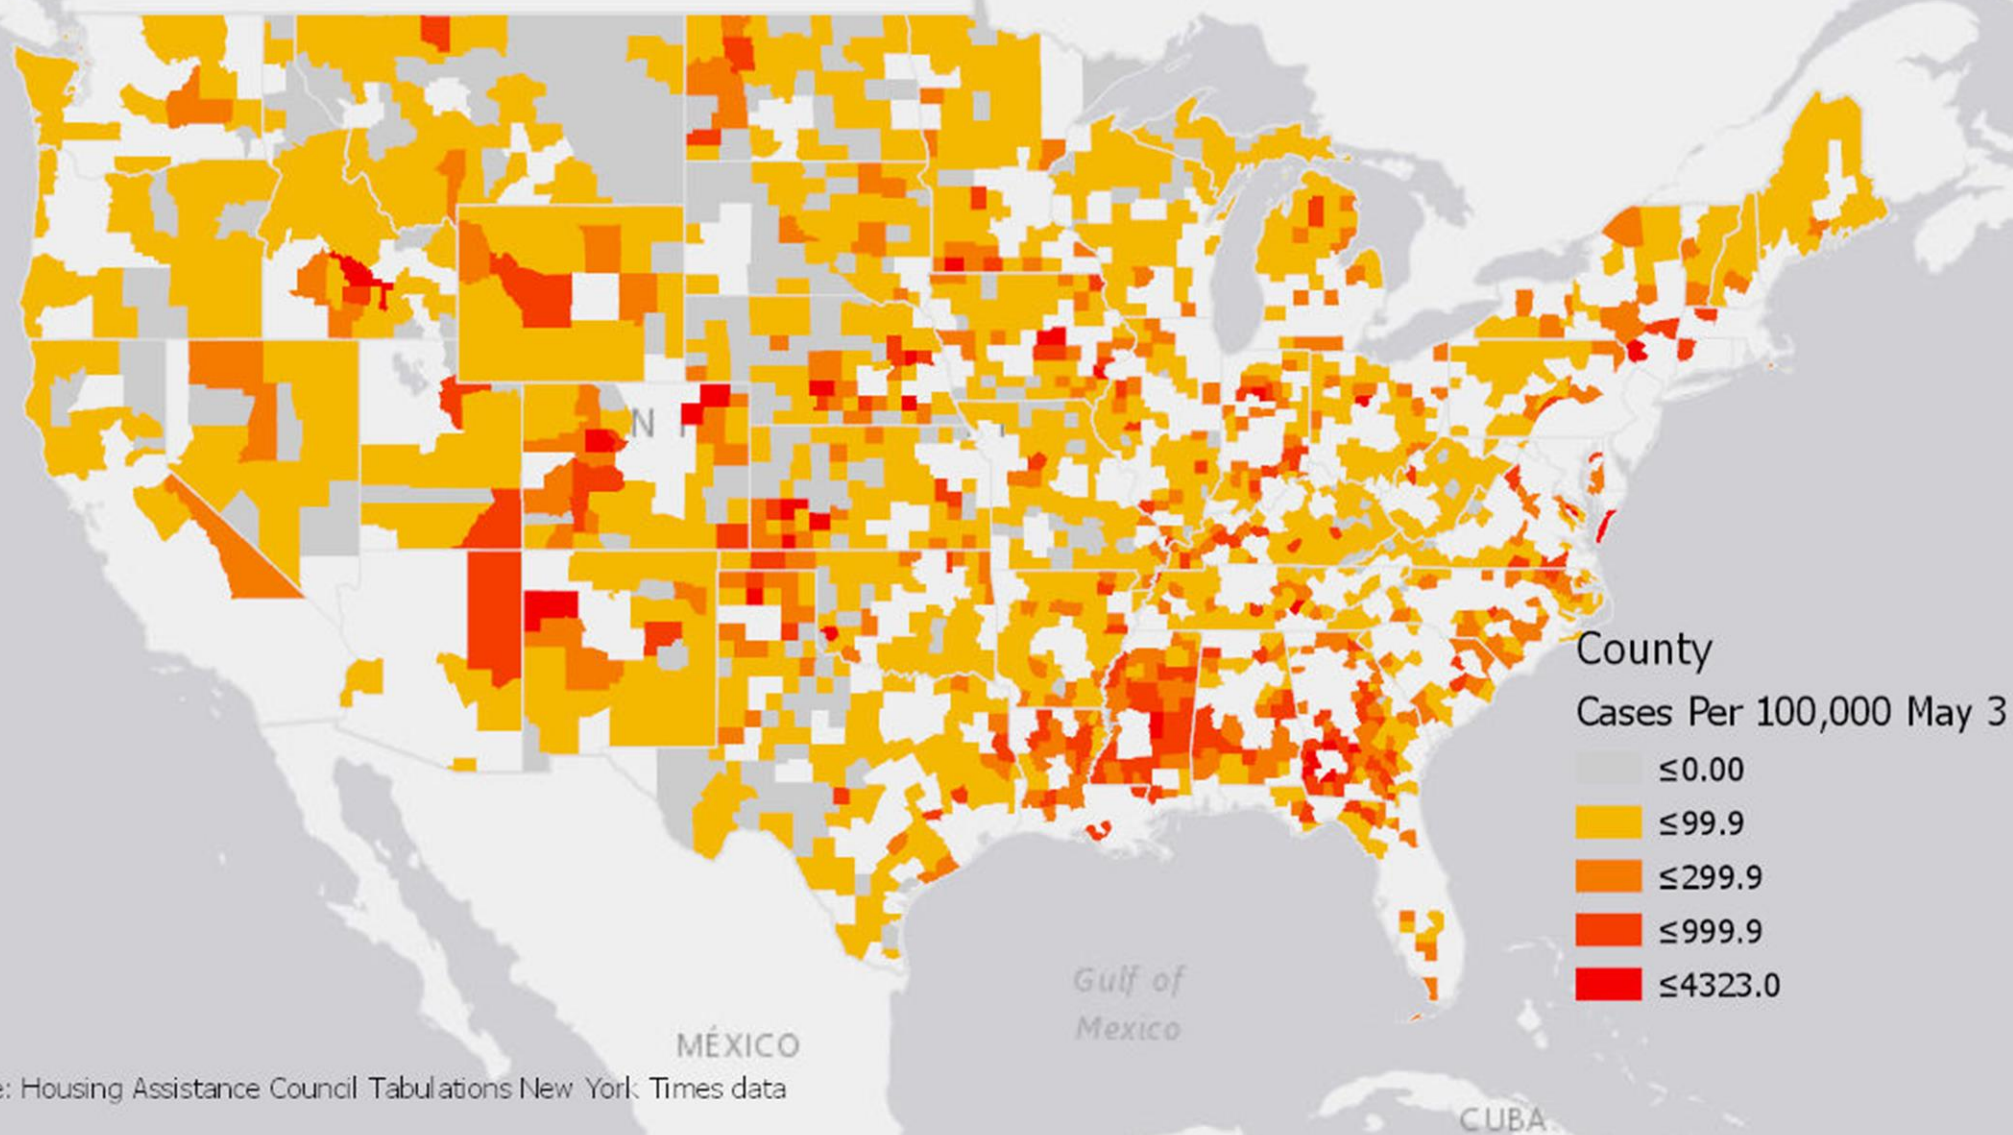 N
County
Cases Per 100,000 May 3
≤0.00
≤99.9
≤299.9
≤999.9
≤4323.0
Gulf of
Mexico
MÉXICO
: Housing Assistance Council Tabulations New York Times data
CUBA